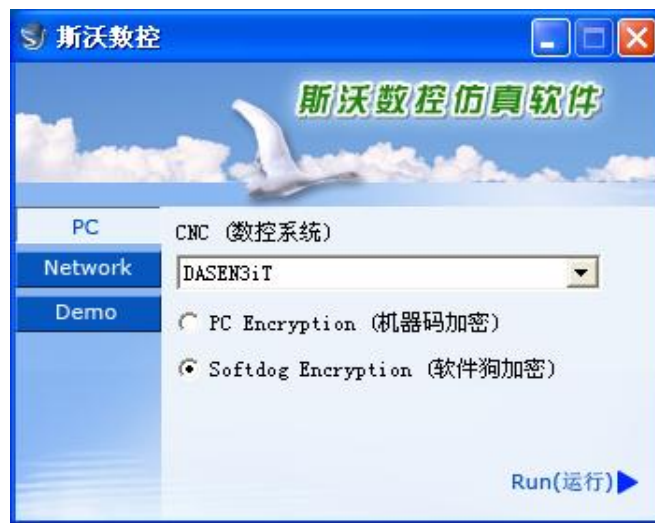 斯沃数控
斯沃数控仿真软件
PC
Network
Demo
CNC (数控系统)
DASEN3iT
PC Encryption (机器码加密)
Softdog Encryption (软件狗加密)
Run(运行)